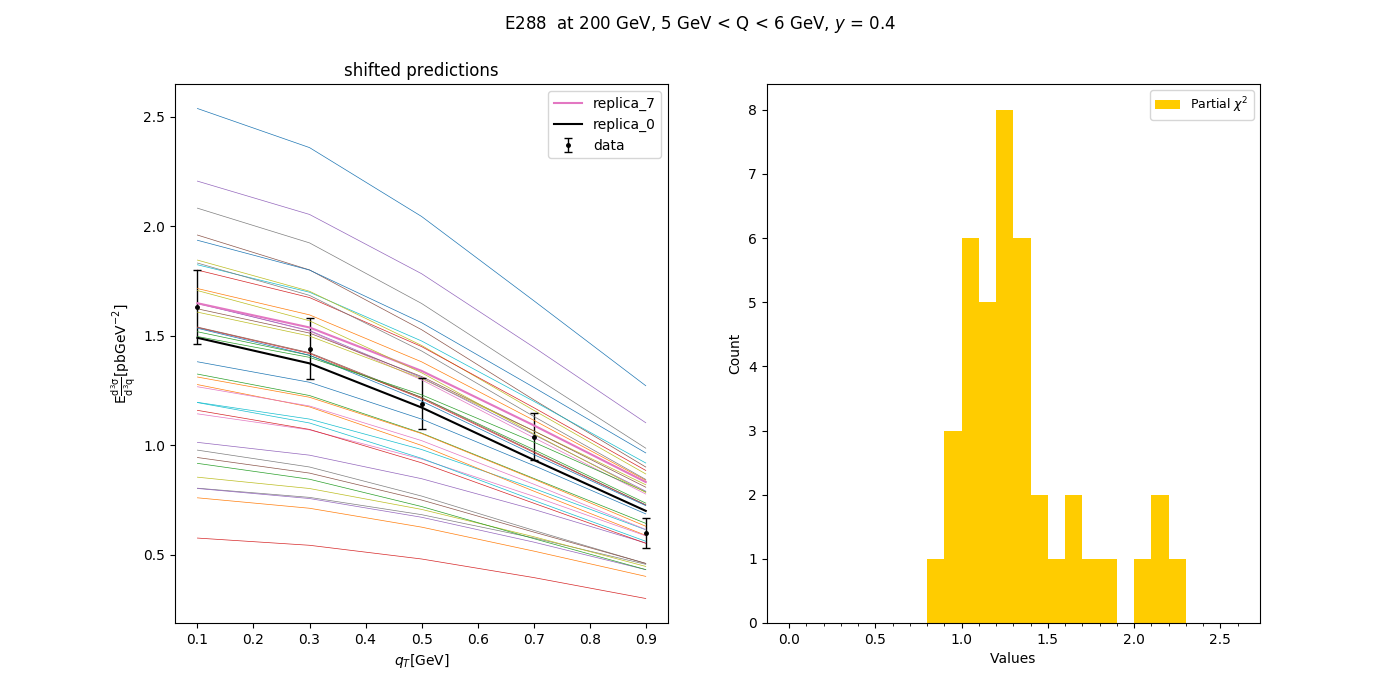 E288  at 200 GeV, 5 GeV < Q < 6 GeV, y = 0.4
shifted predictions
replica_7
replica_0
data
2.5
2.0
1.5
1.0
0.5
E d³σ/d³q [pbGeV⁻²]
0.1 0.2 0.3 0.4 0.5 0.6 0.7 0.8 0.9
q_T[GeV]
Partial χ²
8
7
6
5
4
3
2
1
0
Count
0.0 0.5 1.0 1.5 2.0 2.5
Values